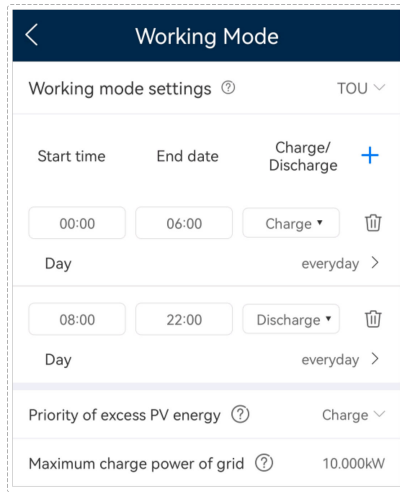 Working Mode
Working mode settings ? TOU
Start time End date Charge/
Discharge +
00:00 06:00 Charge
Day everyday
08:00 22:00 Discharge
Day everyday
Priority of excess PV energy ? Charge
Maximum charge power of grid ? 10.000kW